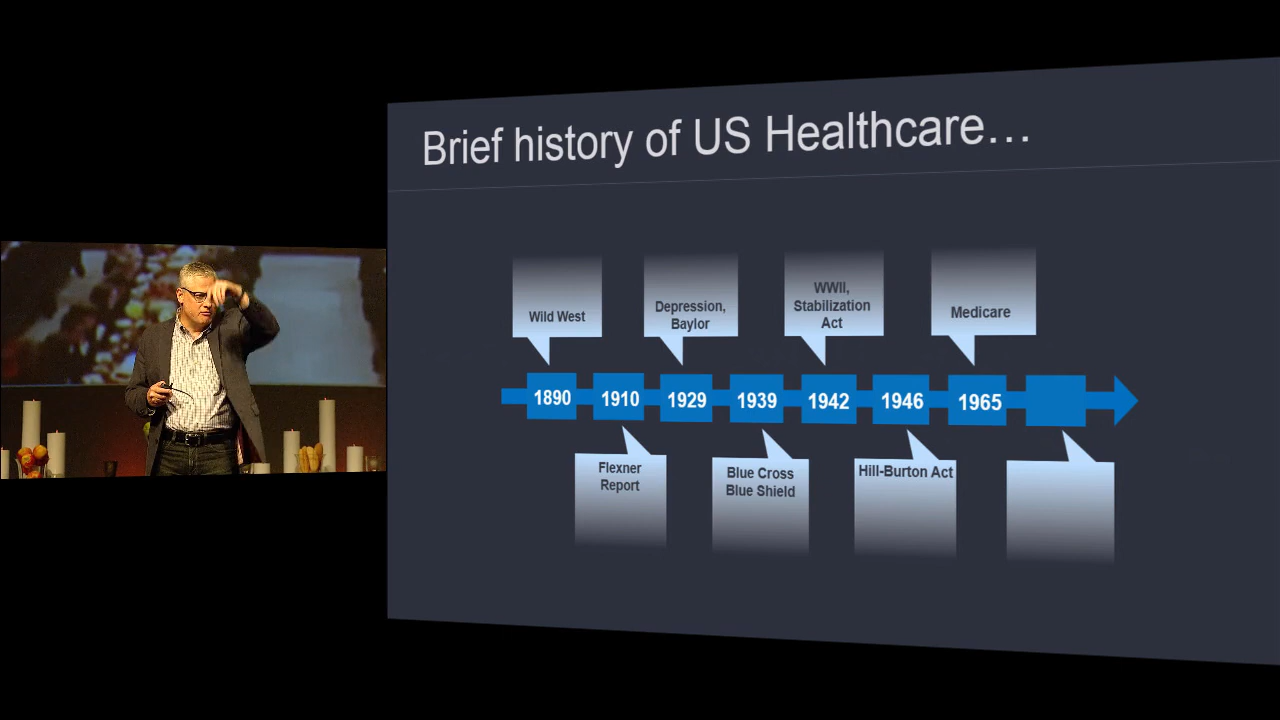 Brief history of US Healthcare…
Wild West
Depression,
Baylor
WWII,
Stabilization
Act
Medicare
1890
1910
1929
1939
1942
1946
1965
Flexner
Report
Blue Cross
Blue Shield
Hill-Burton Act